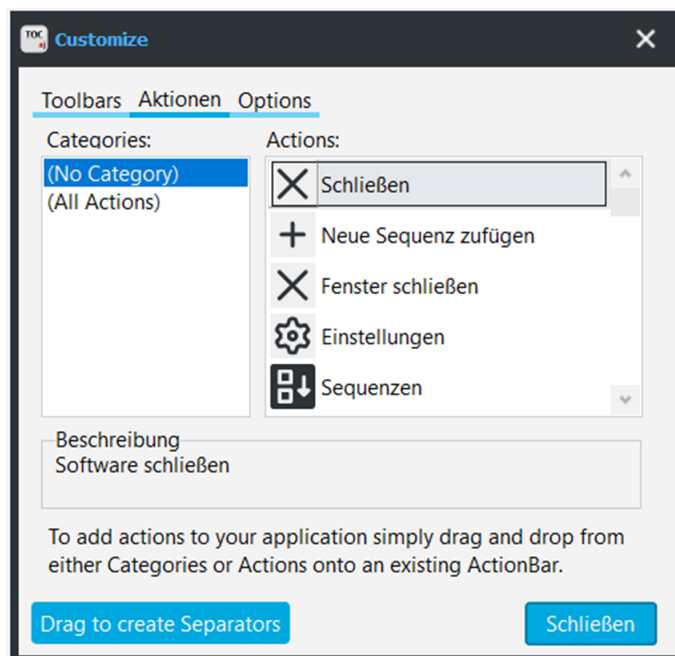 TOC
Customize
Toolbars Aktionen Options
Categories: Actions:
(No Category)
(All Actions)
Schließen
Neue Sequenz zufügen
Fenster schließen
Einstellungen
Sequenzen
Beschreibung
Software schließen
To add actions to your application simply drag and drop from
either Categories or Actions onto an existing ActionBar.
Drag to create Separators Schließen